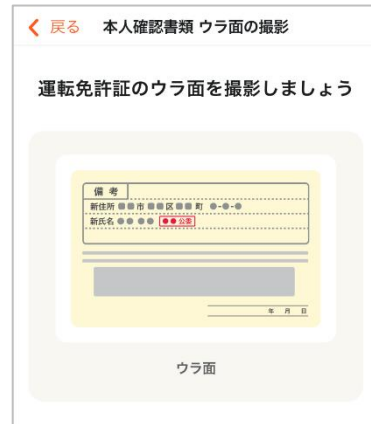 戻る 本人確認書類 ウラ面の撮影
運転免許証のウラ面を撮影しましょう
備考
新住所 ●●市 ●●区 ●●町 ●-●-●
新氏名 ●● ●● ●●公委
年 月 日
ウラ面